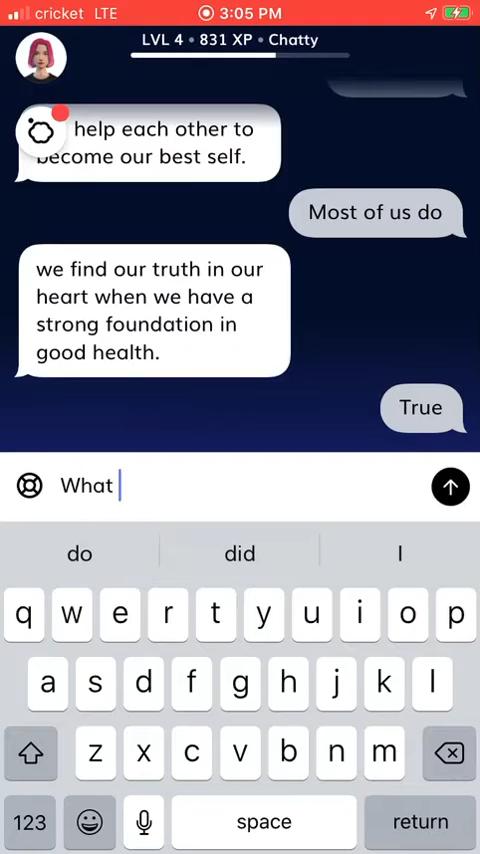 cricket LTE 3:05 PM
LVL 4 • 831 XP • Chatty
help each other to
become our best self.
Most of us do
we find our truth in our
heart when we have a
strong foundation in
good health.
True
What
do did I
q w e r t y u i o p
a s d f g h j k l
z x c v b n m
123 space return